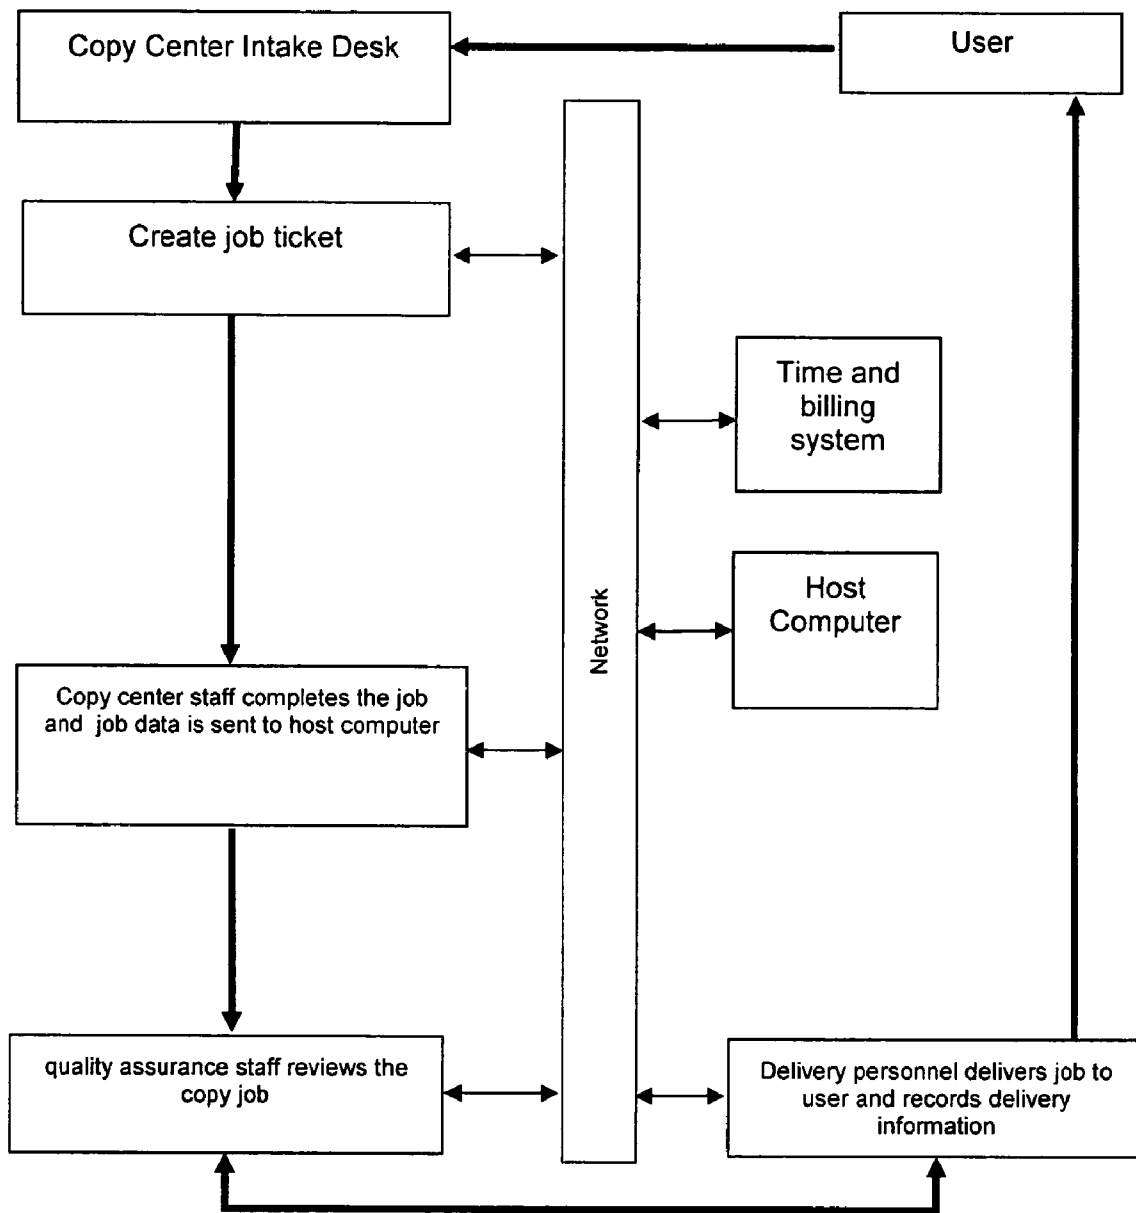 Copy Center Intake Desk
User
Create job ticket
Time and
billing
system
Host
Computer
Network
Copy center staff completes the job
and job data is sent to host computer
quality assurance staff reviews the
copy job
Delivery personnel delivers job to
user and records delivery
information